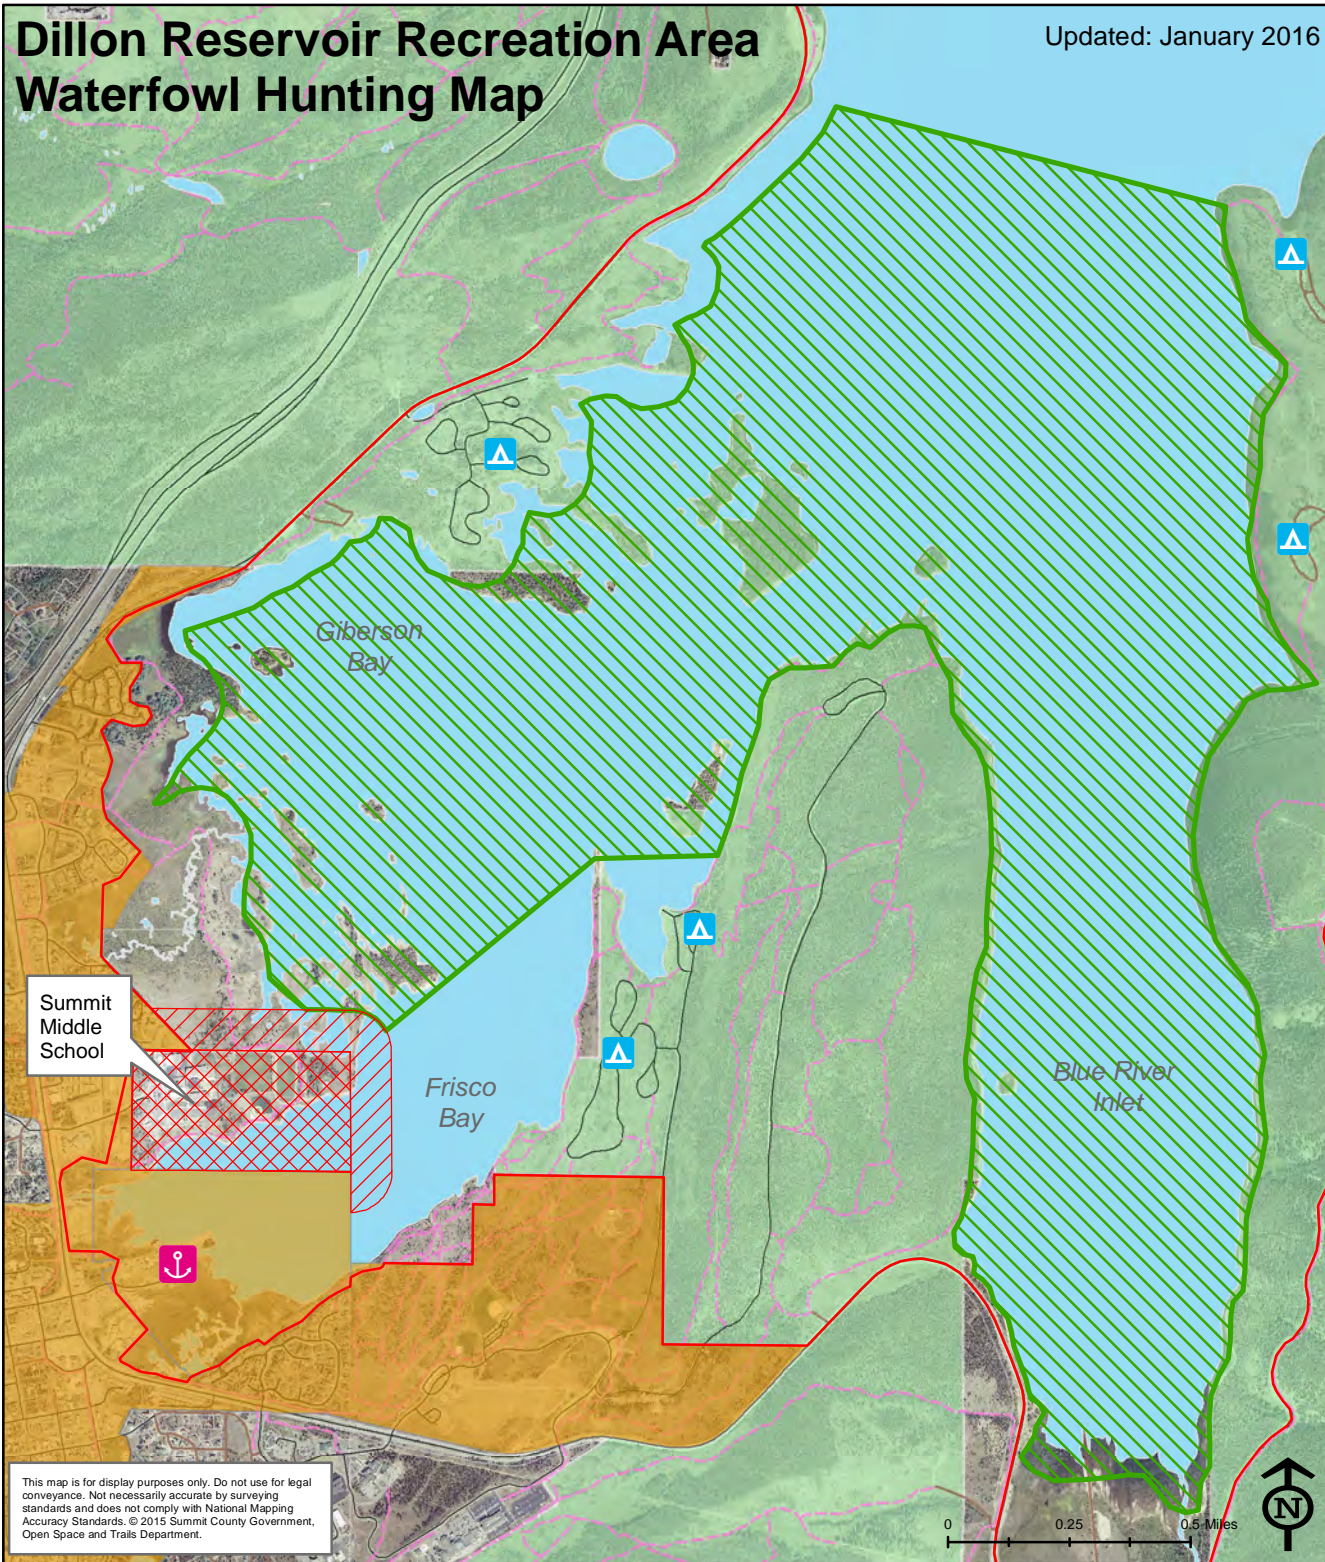 Dillon Reservoir Recreation Area
Waterfowl Hunting Map
Updated: January 2016
Giberson
Bay
Summit
Middle
School
Frisco
Bay
Blue River
Inlet
This map is for display purposes only. Do not use for legal
conveyance. Not necessarily accurate by surveying
standards and does not comply with National Mapping
Accuracy Standards. © 2015 Summit County Government,
Open Space and Trails Department.
0 0.25 0.5 Miles
N